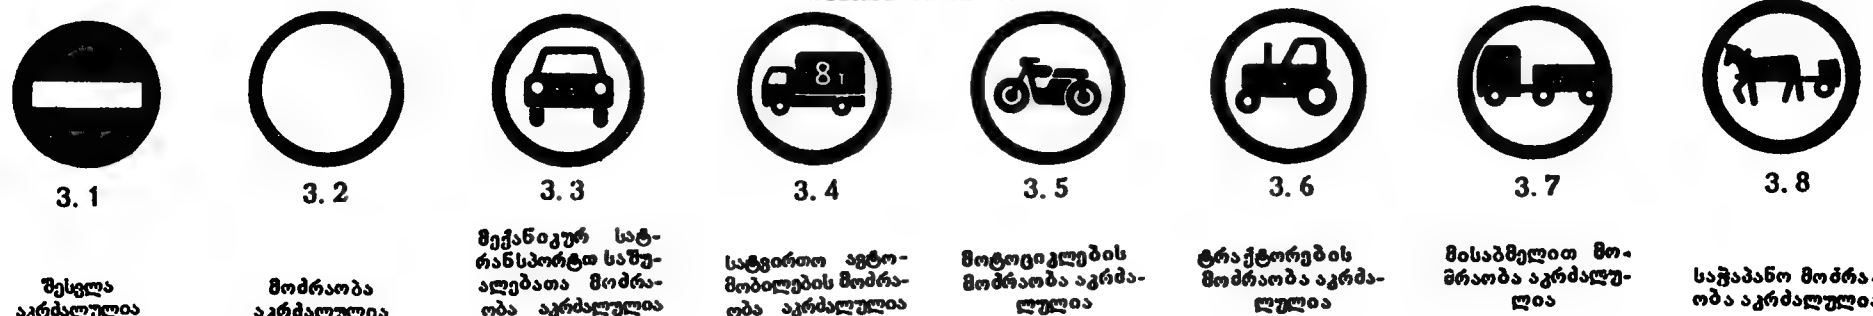 8т
3. 1
შესვლა
აკრძალულია
3. 2
მოძრაობა
აკრძალულია
3. 3
მექანიკურ სატ-
რანსპორტო საშუ-
ალებათა მოძრა-
ობა აკრძალულია
3. 4
სატვირთო ავტო-
მობილების მოძრა-
ობა აკრძალულია
3. 5
მოტოციკლების
მოძრაობა აკრძა-
ლულია
3. 6
ტრაქტორების
მოძრაობა აკრძა-
ლულია
3. 7
მისაბმელით მო-
ძრაობა აკრძალუ-
ლია
3. 8
საჭაპანო მოძრა-
ობა აკრძალულია